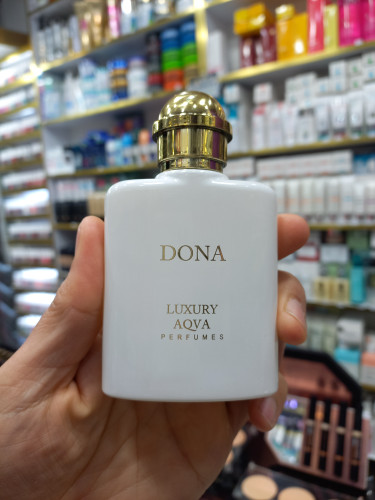 DONA
LUXURY
AQVA
PERFUMES